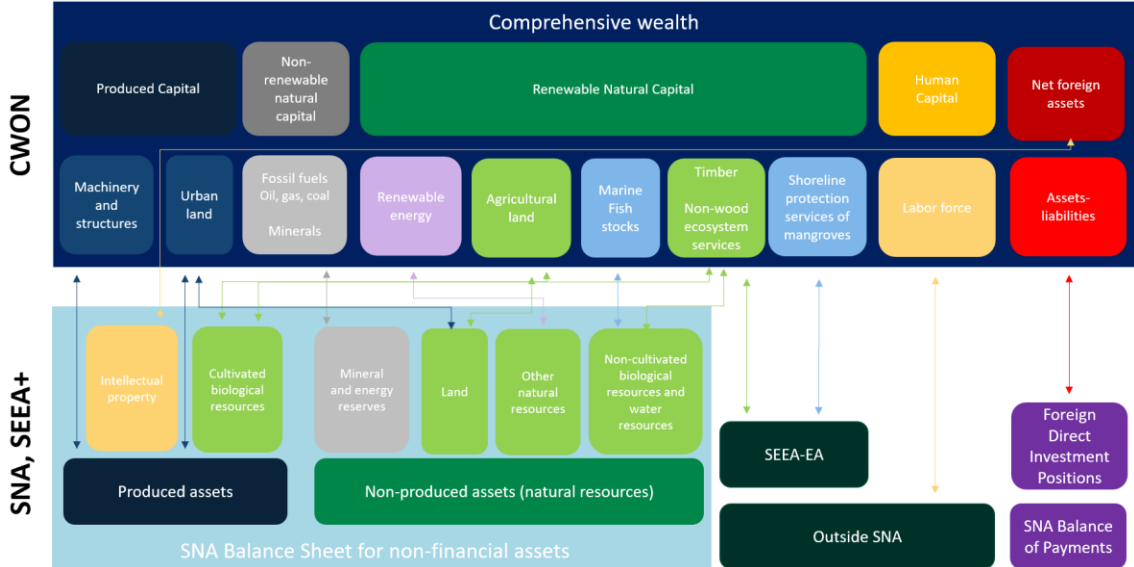 Comprehensive wealth
CWON
Produced Capital
Non-
renewable
natural
capital
Renewable Natural Capital
Human
Capital
Net foreign
assets
Machinery
and
structures
Urban
land
Fossil fuels
Oil, gas, coal
Minerals
Renewable
energy
Agricultural
land
Marine
Fish
stocks
Timber
Non-wood
ecosystem
services
Shoreline
protection
services of
mangroves
Labor force
Assets-
liabilities
SNA, SEEA+
Intellectual
property
Cultivated
biological
resources
Mineral
and energy
reserves
Land
Other
natural
resources
Non-cultivated
biological
resources and
water
resources
Produced assets
Non-produced assets (natural resources)
SNA Balance Sheet for non-financial assets
SEEA-EA
Outside SNA
Foreign
Direct
Investment
Positions
SNA Balance
of Payments